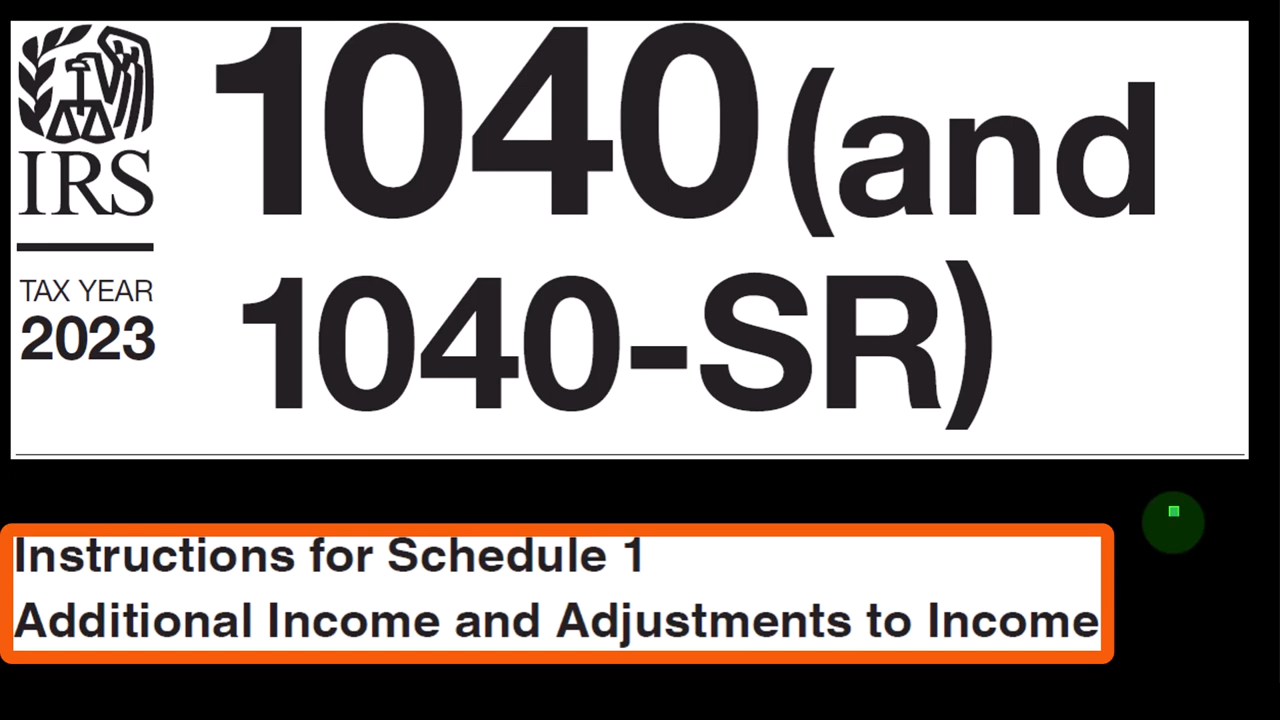 1040 (and
1040-SR)
IRS
TAX YEAR
2023
Instructions for Schedule 1
Additional Income and Adjustments to Income